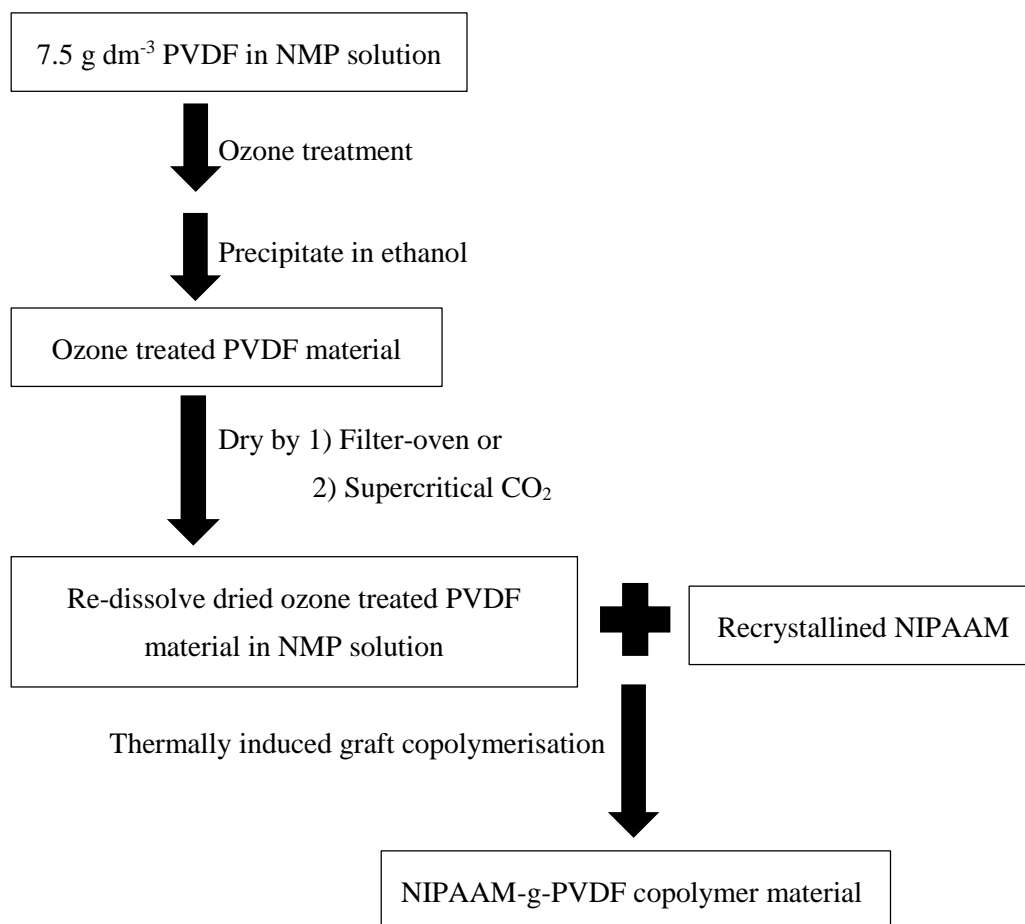 7.5 g dm⁻³ PVDF in NMP solution
Ozone treatment
Precipitate in ethanol
Ozone treated PVDF material
Dry by 1) Filter-oven or
2) Supercritical CO₂
Re-dissolve dried ozone treated PVDF
material in NMP solution
Recrystallined NIPAAM
Thermally induced graft copolymerisation
NIPAAM-g-PVDF copolymer material